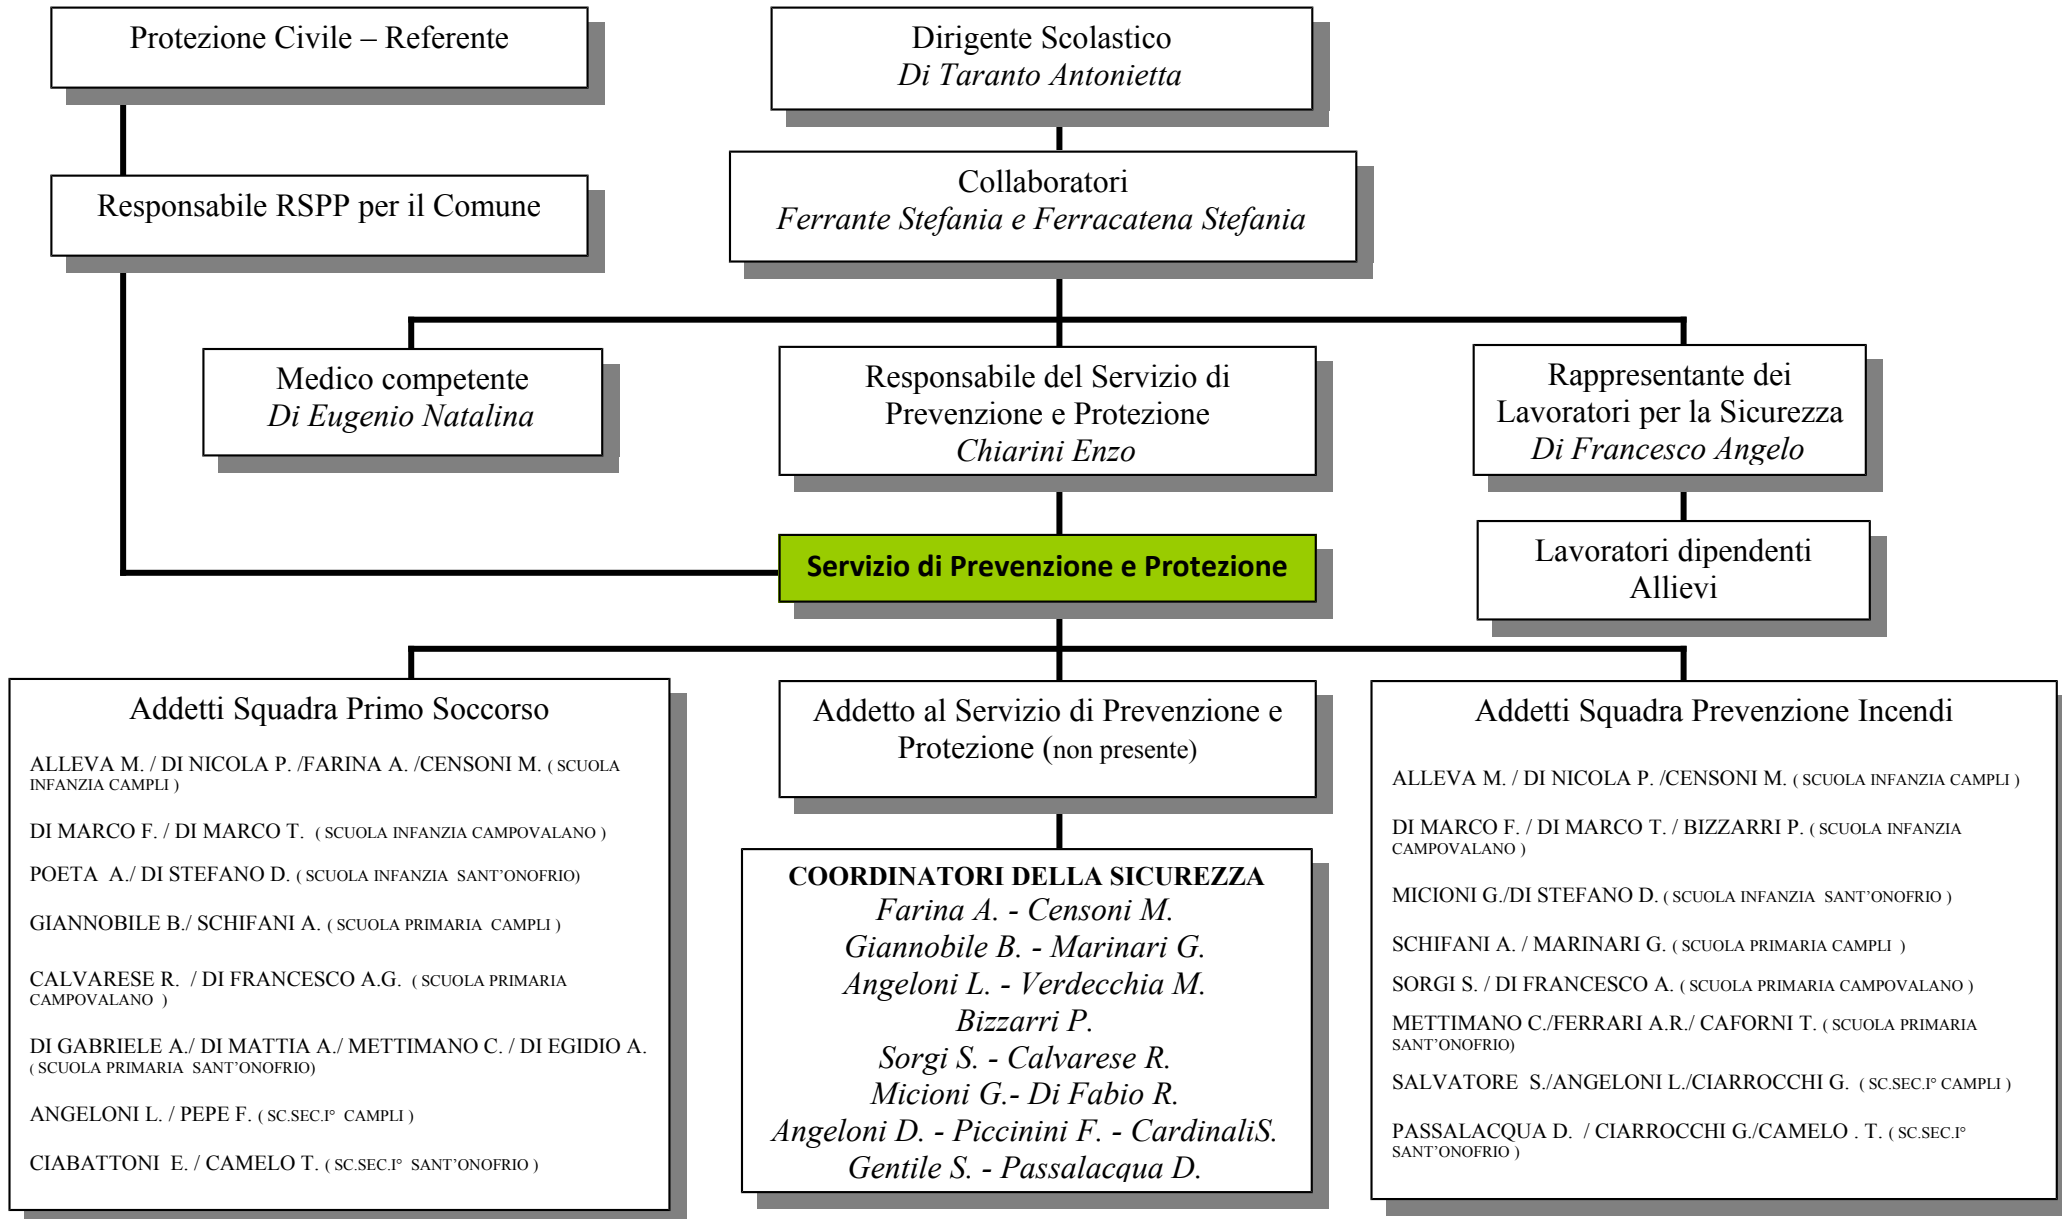 Protezione Civile – Referente
Dirigente Scolastico
Di Taranto Antonietta
Responsabile RSPP per il Comune
Collaboratori
Ferrante Stefania e Ferracatena Stefania
Medico competente
Di Eugenio Natalina
Responsabile del Servizio di
Prevenzione e Protezione
Chiarini Enzo
Rappresentante dei
Lavoratori per la Sicurezza
Di Francesco Angelo
Servizio di Prevenzione e Protezione
Lavoratori dipendenti
Allievi
Addetti Squadra Primo Soccorso
ALLEVA M. / DI NICOLA P. /FARINA A. /CENSONI M. ( SCUOLA
INFANZIA CAMPLI )
DI MARCO F. / DI MARCO T. ( SCUOLA INFANZIA CAMPOVALANO )
POETA A./ DI STEFANO D. ( SCUOLA INFANZIA SANT'ONOFRIO)
GIANNOBILE B./ SCHIFANI A. ( SCUOLA PRIMARIA CAMPLI )
CALVARESE R. / DI FRANCESCO A.G. ( SCUOLA PRIMARIA
CAMPOVALANO )
DI GABRIELE A./ DI MATTIA A./ METTIMANO C. / DI EGIDIO A.
( SCUOLA PRIMARIA SANT'ONOFRIO)
ANGELONI L. / PEPE F. ( SC.SEC.I° CAMPLI )
CIABATTONI E. / CAMELO T. ( SC.SEC.I° SANT'ONOFRIO )
Addetto al Servizio di Prevenzione e
Protezione (non presente)
COORDINATORI DELLA SICUREZZA
Farina A. - Censoni M.
Giannobile B. - Marinari G.
Angeloni L. - Verdecchia M.
Bizzarri P.
Sorgi S. - Calvarese R.
Micioni G.- Di Fabio R.
Angeloni D. - Piccinini F. - CardinaliS.
Gentile S. - Passalacqua D.
Addetti Squadra Prevenzione Incendi
ALLEVA M. / DI NICOLA P. /CENSONI M. ( SCUOLA INFANZIA CAMPLI )
DI MARCO F. / DI MARCO T. / BIZZARRI P. ( SCUOLA INFANZIA
CAMPOVALANO )
MICIONI G./DI STEFANO D. ( SCUOLA INFANZIA SANT'ONOFRIO )
SCHIFANI A. / MARINARI G. ( SCUOLA PRIMARIA CAMPLI )
SORGI S. / DI FRANCESCO A. ( SCUOLA PRIMARIA CAMPOVALANO )
METTIMANO C./FERRARI A.R./ CAFORNI T. ( SCUOLA PRIMARIA
SANT'ONOFRIO)
SALVATORE S./ANGELONI L./CIARROCCHI G. ( SC.SEC.I° CAMPLI )
PASSALACQUA D. / CIARROCCHI G./CAMELO . T. ( SC.SEC.I°
SANT'ONOFRIO )